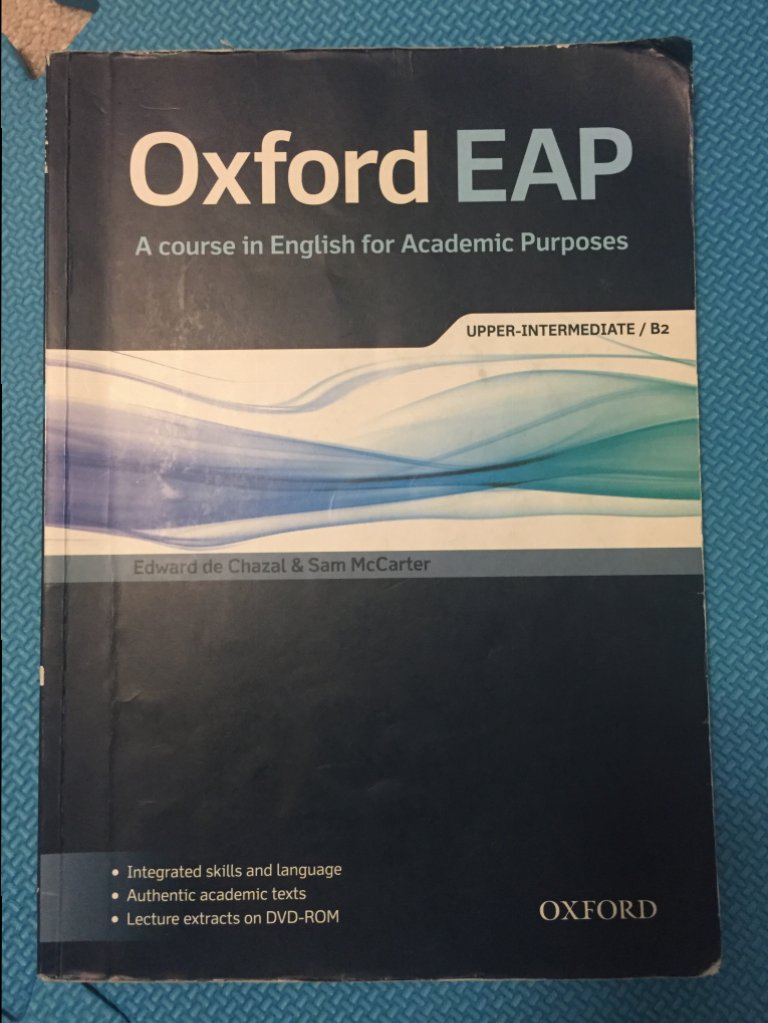 Oxford EAP
A course in English for Academic Purposes
UPPER-INTERMEDIATE / B2
Edward de Chazal & Sam McCarter
• Integrated skills and language
• Authentic academic texts
• Lecture extracts on DVD-ROM
OXFORD